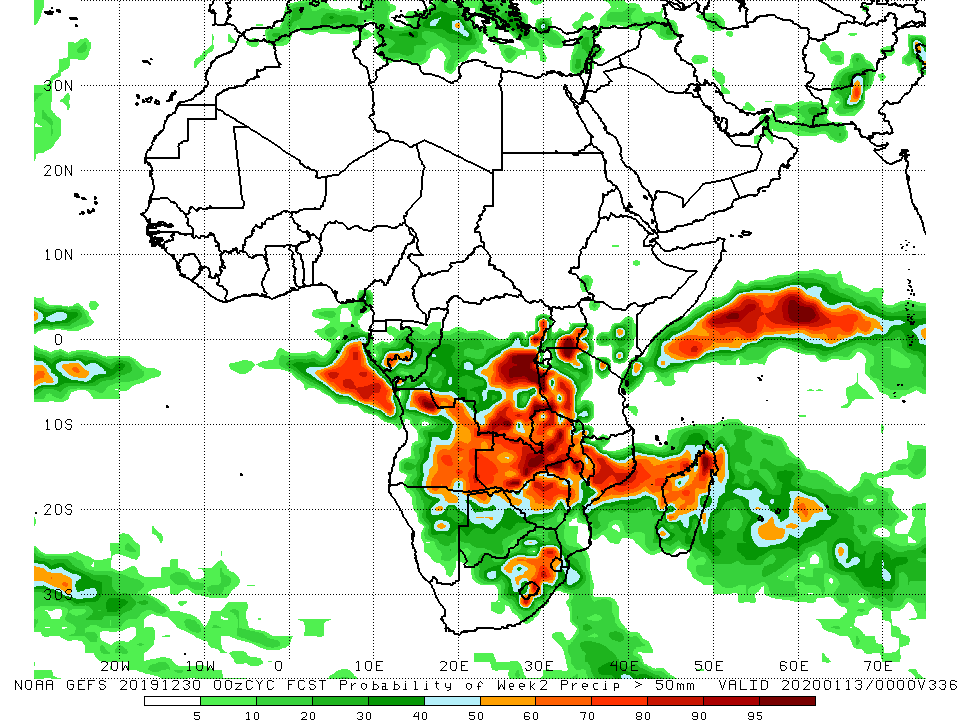 30N
20N
10N
0
10S
20S
30S
20W 10W 0 10E 20E 30E 40E 50E 60E 70E
NOAA GEFS 20191230 00zCYC FCST Probability of Week2 Precip > 50mm VALID 20200113/0000V336
5 10 20 30 40 50 60 70 80 90 95